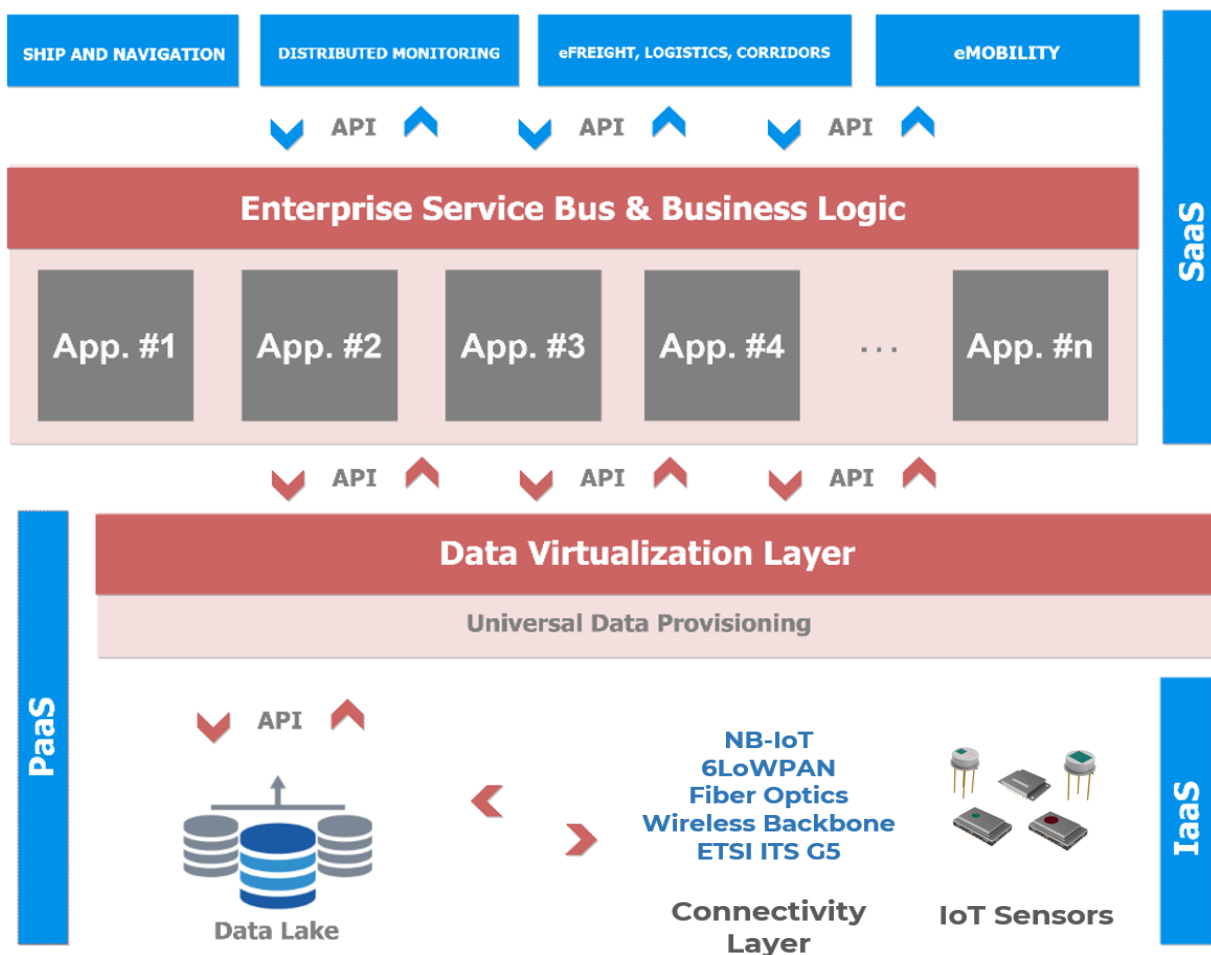 SHIP AND NAVIGATION
DISTRIBUTED MONITORING
eFREIGHT, LOGISTICS, CORRIDORS
eMOBILITY
API
API
API
Enterprise Service Bus & Business Logic
App. #1
App. #2
App. #3
App. #4
...
App. #n
SaaS
API
API
API
Data Virtualization Layer
Universal Data Provisioning
PaaS
API
Data Lake
NB-IoT
6LoWPAN
Fiber Optics
Wireless Backbone
ETSI ITS G5
Connectivity
Layer
IoT Sensors
IaaS